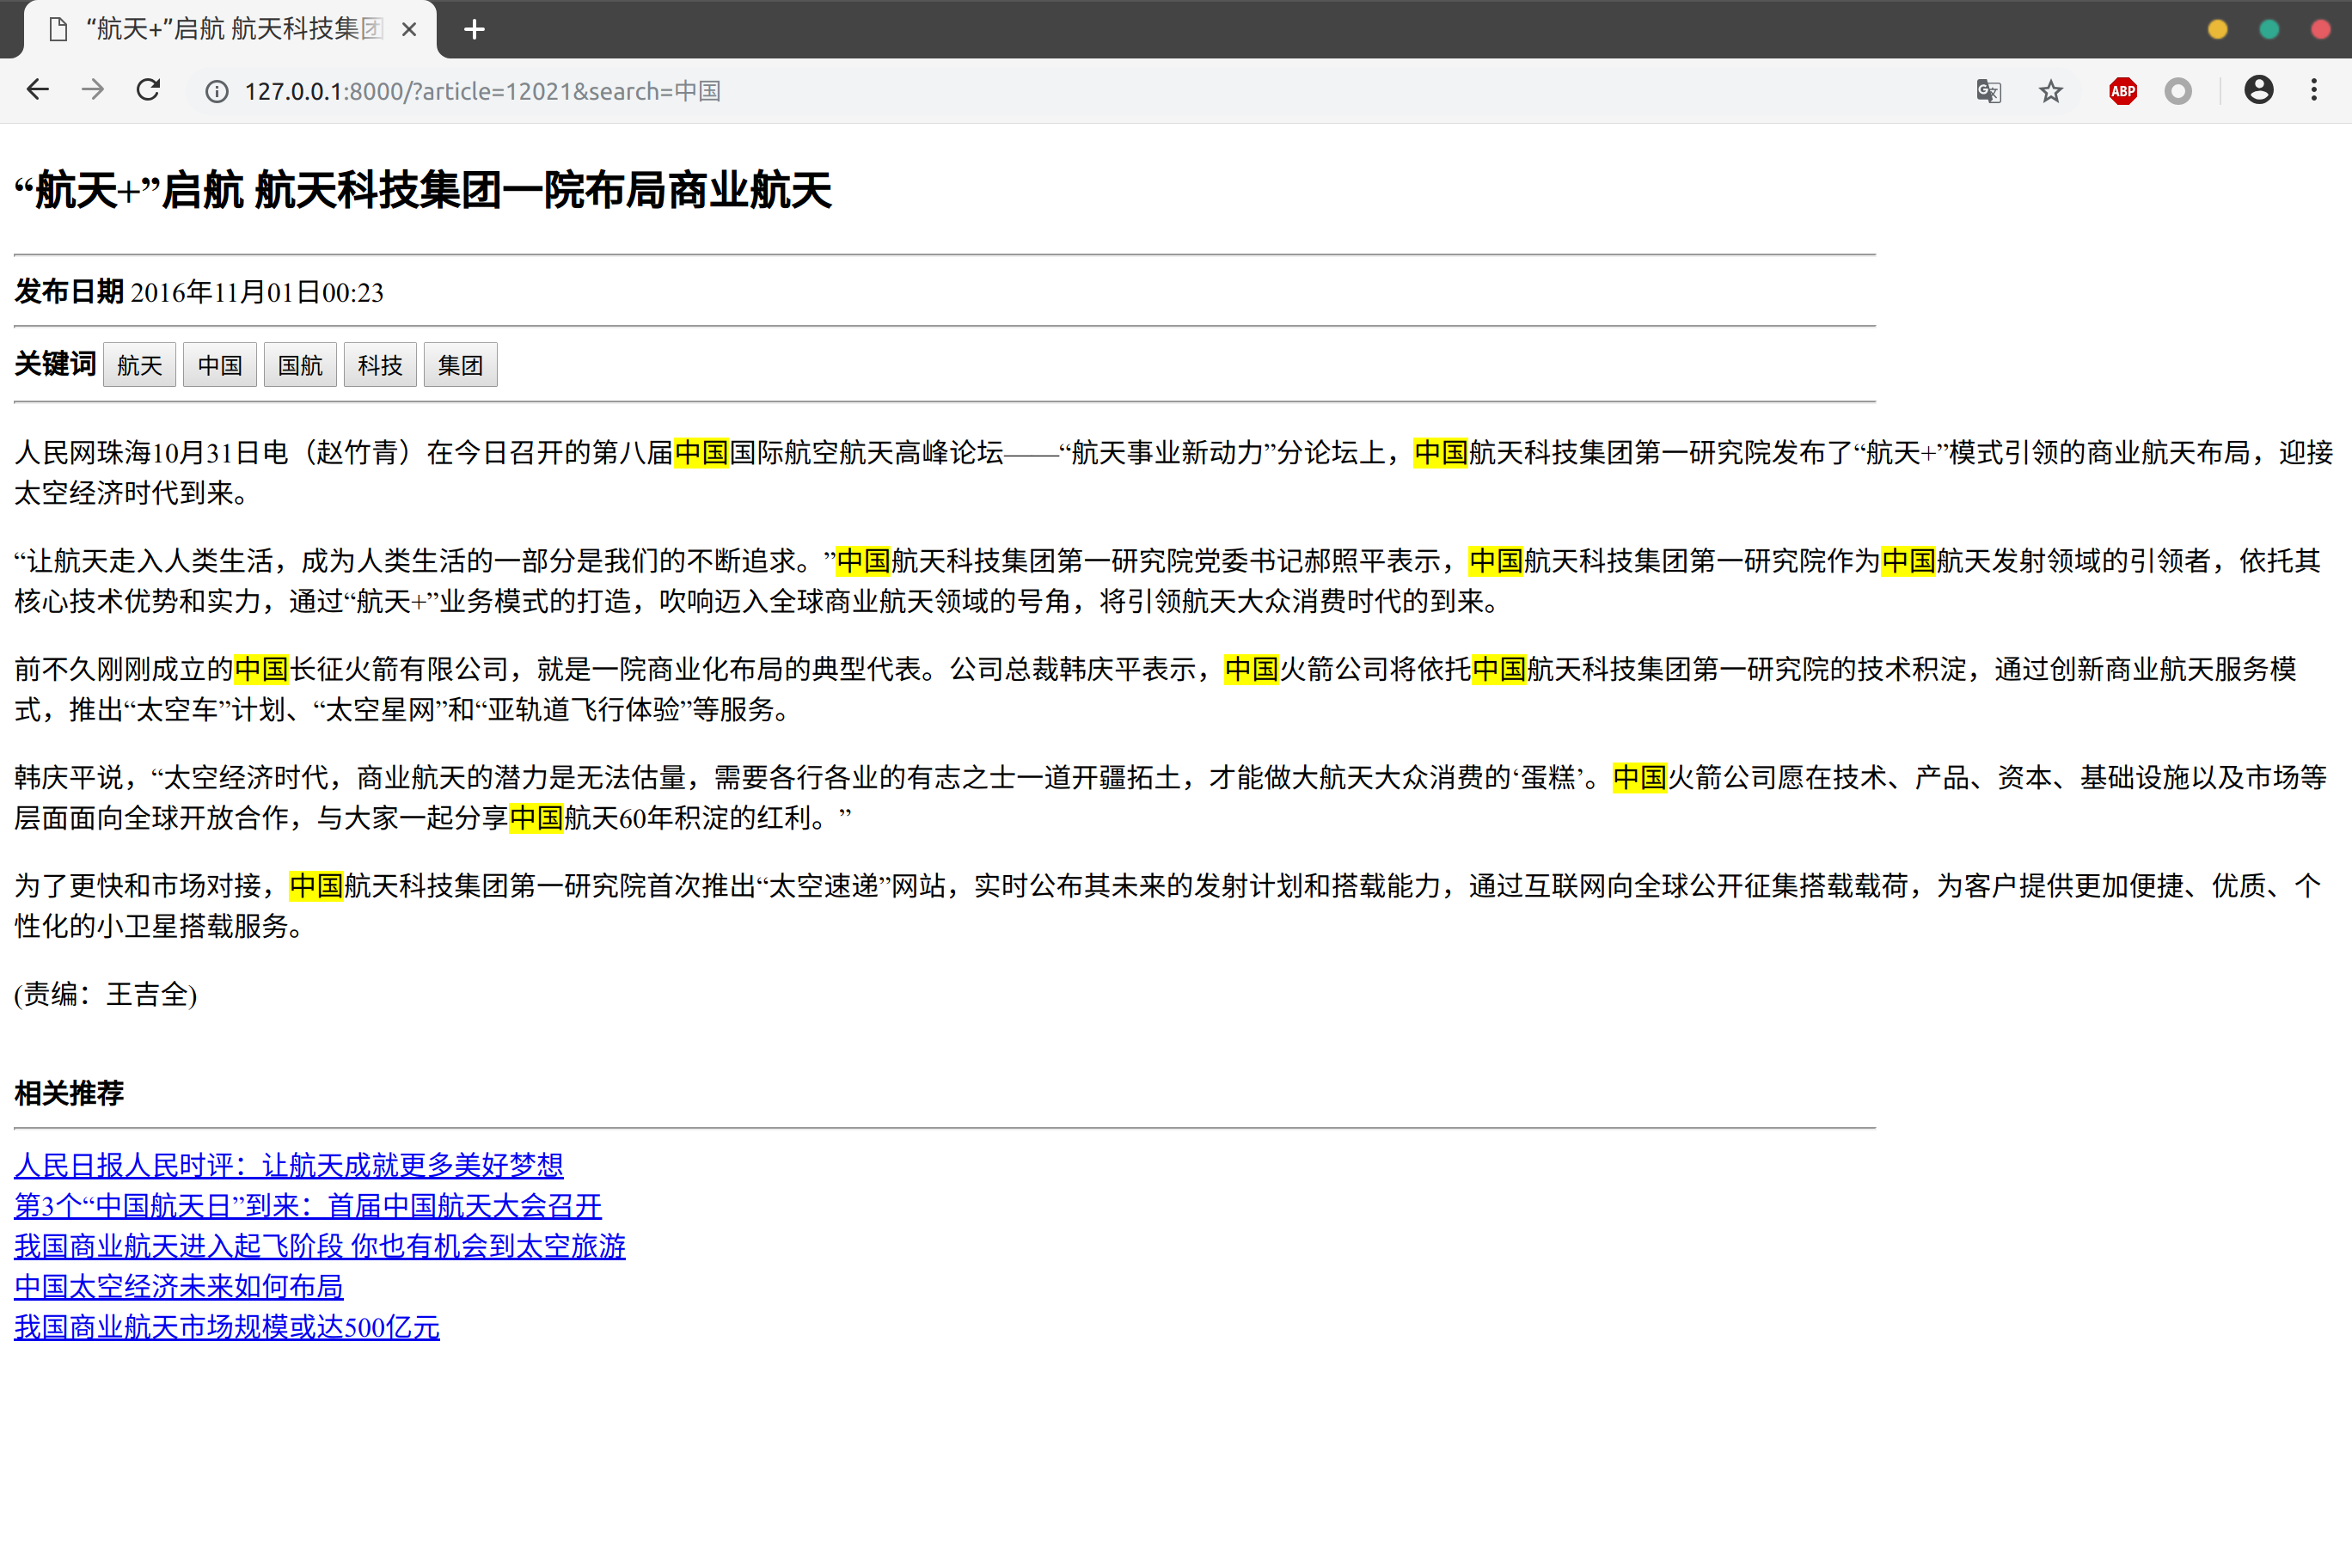 “航天+”启航 航天科技集团
127.0.0.1:8000/?article=12021&search=中国
ABP
“航天+”启航 航天科技集团一院布局商业航天
发布日期 2016年11月01日00:23
关键词 航天 中国 国航 科技 集团
人民网珠海10月31日电（赵竹青）在今日召开的第八届中国国际航空航天高峰论坛——“航天事业新动力”分论坛上，中国航天科技集团第一研究院发布了“航天+”模式引领的商业航天布局，迎接
太空经济时代到来。
“让航天走入人类生活，成为人类生活的一部分是我们的不断追求。”中国航天科技集团第一研究院党委书记郝照平表示，中国航天科技集团第一研究院作为中国航天发射领域的引领者，依托其
核心技术优势和实力，通过“航天+”业务模式的打造，吹响迈入全球商业航天领域的号角，将引领航天大众消费时代的到来。
前不久刚刚成立的中国长征火箭有限公司，就是一院商业化布局的典型代表。公司总裁韩庆平表示，中国火箭公司将依托中国航天科技集团第一研究院的技术积淀，通过创新商业航天服务模
式，推出“太空车”计划、“太空星网”和“亚轨道飞行体验”等服务。
韩庆平说，“太空经济时代，商业航天的潜力是无法估量，需要各行各业的有志之士一道开疆拓土，才能做大航天大众消费的‘蛋糕’。中国火箭公司愿在技术、产品、资本、基础设施以及市场等
层面面向全球开放合作，与大家一起分享中国航天60年积淀的红利。”
为了更快和市场对接，中国航天科技集团第一研究院首次推出“太空速递”网站，实时公布其未来的发射计划和搭载能力，通过互联网向全球公开征集搭载载荷，为客户提供更加便捷、优质、个
性化的小卫星搭载服务。
(责编：王吉全)
相关推荐
人民日报人民时评：让航天成就更多美好梦想
第3个“中国航天日”到来：首届中国航天大会召开
我国商业航天进入起飞阶段 你也有机会到太空旅游
中国太空经济未来如何布局
我国商业航天市场规模或达500亿元